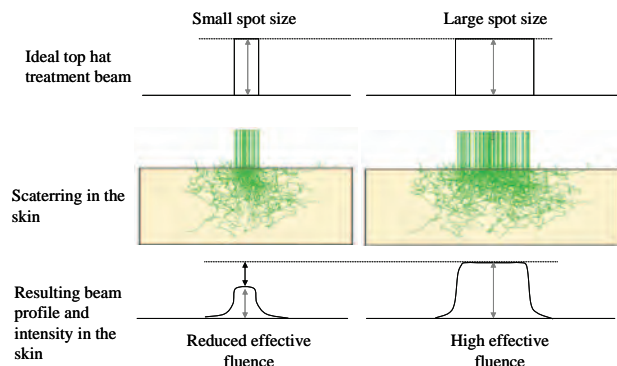 Small spot size
Large spot size
Ideal top hat
treatment beam
Scaterring in the
skin
Resulting beam
profile and
intensity in the
skin
Reduced effective
fluence
High effective
fluence